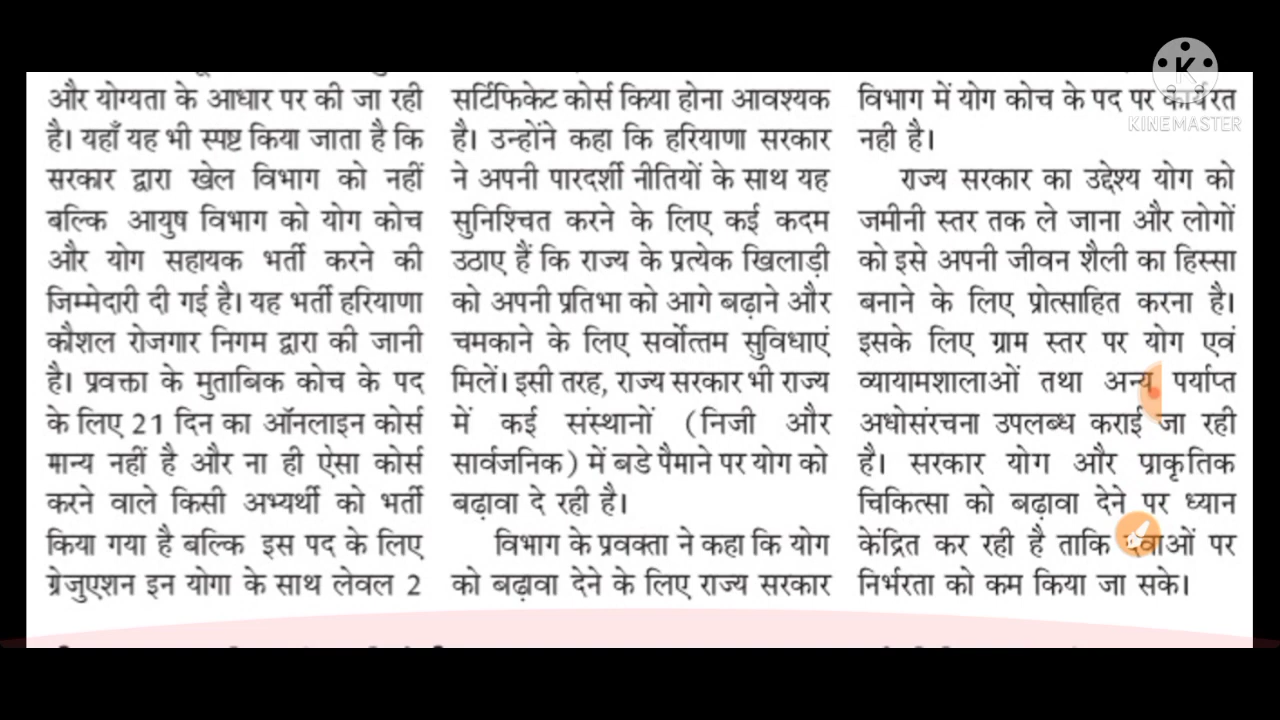 और योग्यता के आधार पर की जा रही
है। यहाँ यह भी स्पष्ट किया जाता है कि
सरकार द्वारा खेल विभाग को नहीं
बल्कि आयुष विभाग को योग कोच
और योग सहायक भर्ती करने की
जिम्मेदारी दी गई है। यह भर्ती हरियाणा
कौशल रोजगार निगम द्वारा की जानी
है। प्रवक्ता के मुताबिक कोच के पद
के लिए 21 दिन का ऑनलाइन कोर्स
मान्य नहीं है और ना ही ऐसा कोर्स
करने वाले किसी अभ्यर्थी को भर्ती
किया गया है बल्कि इस पद के लिए
ग्रेजुएशन इन योगा के साथ लेवल 2
सर्टिफिकेट कोर्स किया होना आवश्यक
है। उन्होंने कहा कि हरियाणा सरकार
ने अपनी पारदर्शी नीतियों के साथ यह
सुनिश्चित करने के लिए कई कदम
उठाए हैं कि राज्य के प्रत्येक खिलाड़ी
को अपनी प्रतिभा को आगे बढ़ाने और
चमकाने के लिए सर्वोत्तम सुविधाएं
मिलें। इसी तरह, राज्य सरकार भी राज्य
में कई संस्थानों (निजी और
सार्वजनिक) में बडे पैमाने पर योग को
बढ़ावा दे रही है।
विभाग के प्रवक्ता ने कहा कि योग
को बढ़ावा देने के लिए राज्य सरकार
विभाग में योग कोच के पद पर कार्यरत
नही है।
राज्य सरकार का उद्देश्य योग को
जमीनी स्तर तक ले जाना और लोगों
को इसे अपनी जीवन शैली का हिस्सा
बनाने के लिए प्रोत्साहित करना है।
इसके लिए ग्राम स्तर पर योग एवं
व्यायामशालाओं तथा अन्य पर्याप्त
अधोसंरचना उपलब्ध कराई जा रही
है। सरकार योग और प्राकृतिक
चिकित्सा को बढ़ावा देने पर ध्यान
केंद्रित कर रही है ताकि दवाओं पर
निर्भरता को कम किया जा सके।
K
KINEMASTER